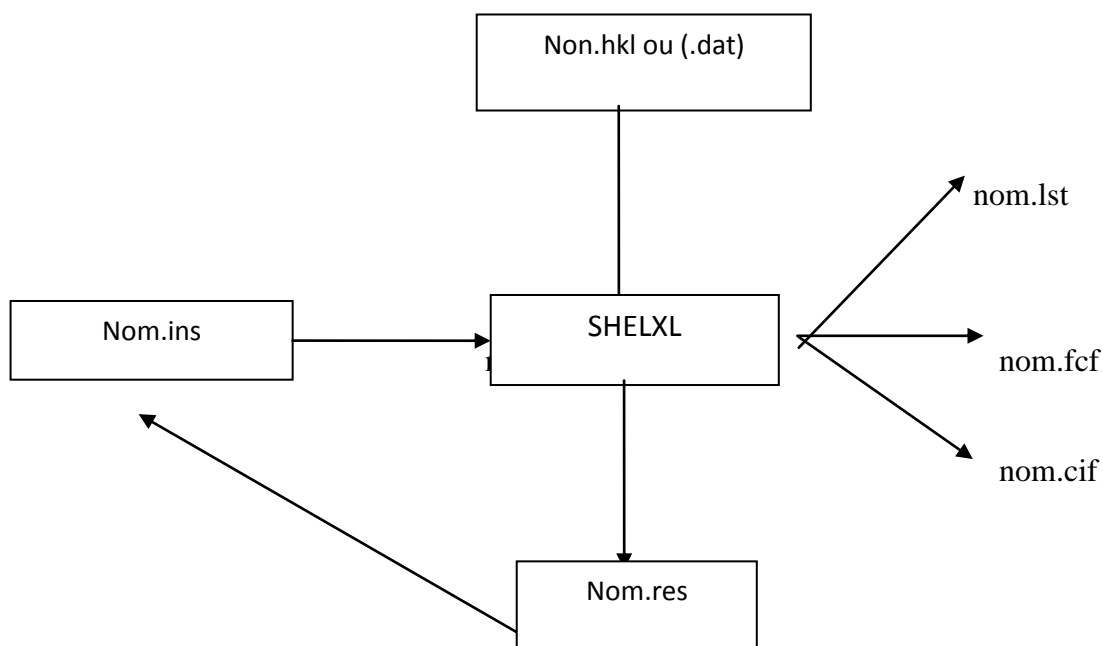 Non.hkl ou (.dat)
nom.lst
Nom.ins
SHELXL
nom.fcf
nom.cif
Nom.res